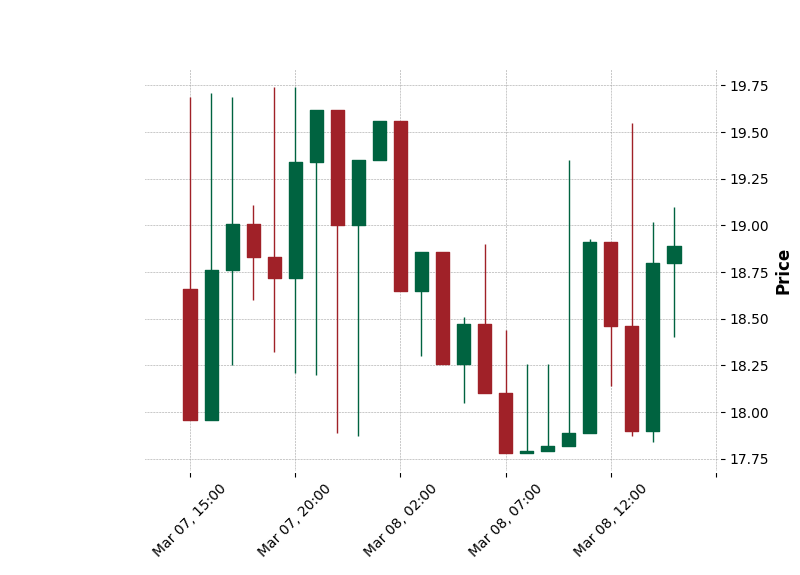 19.75
19.50
19.25
19.00
18.75
18.50
18.25
18.00
17.75
Price
Mar 07, 15:00
Mar 07, 20:00
Mar 08, 02:00
Mar 08, 07:00
Mar 08, 12:00